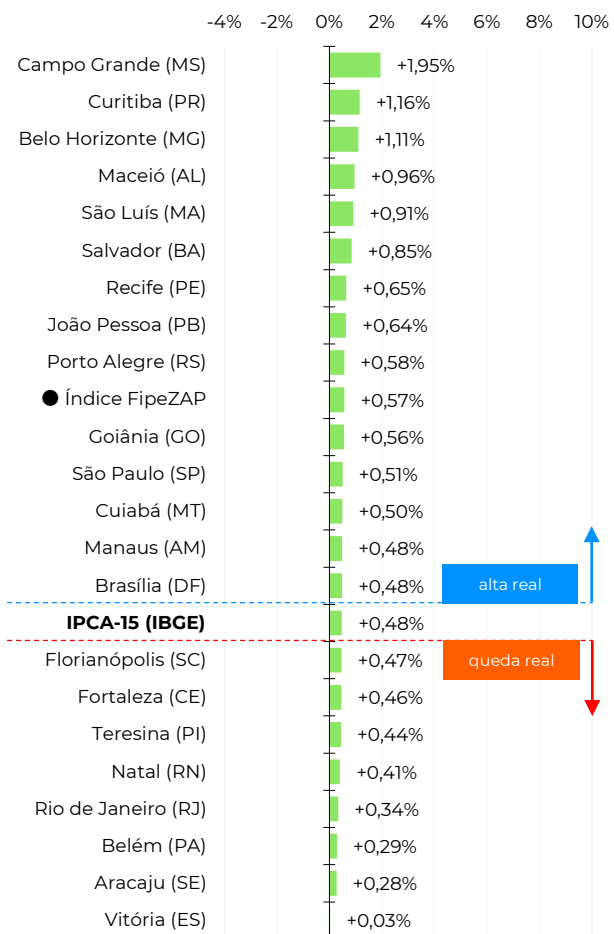 -4% -2% 0% 2% 4% 6% 8% 10%
Campo Grande (MS) +1,95%
Curitiba (PR) +1,16%
Belo Horizonte (MG) +1,11%
Maceió (AL) +0,96%
São Luís (MA) +0,91%
Salvador (BA) +0,85%
Recife (PE) +0,65%
João Pessoa (PB) +0,64%
Porto Alegre (RS) +0,58%
Índice FipeZAP +0,57%
Goiânia (GO) +0,56%
São Paulo (SP) +0,51%
Cuiabá (MT) +0,50%
Manaus (AM) +0,48%
Brasília (DF) +0,48% alta real
IPCA-15 (IBGE) +0,48%
Florianópolis (SC) +0,47% queda real
Fortaleza (CE) +0,46%
Teresina (PI) +0,44%
Natal (RN) +0,41%
Rio de Janeiro (RJ) +0,34%
Belém (PA) +0,29%
Aracaju (SE) +0,28%
Vitória (ES) +0,03%